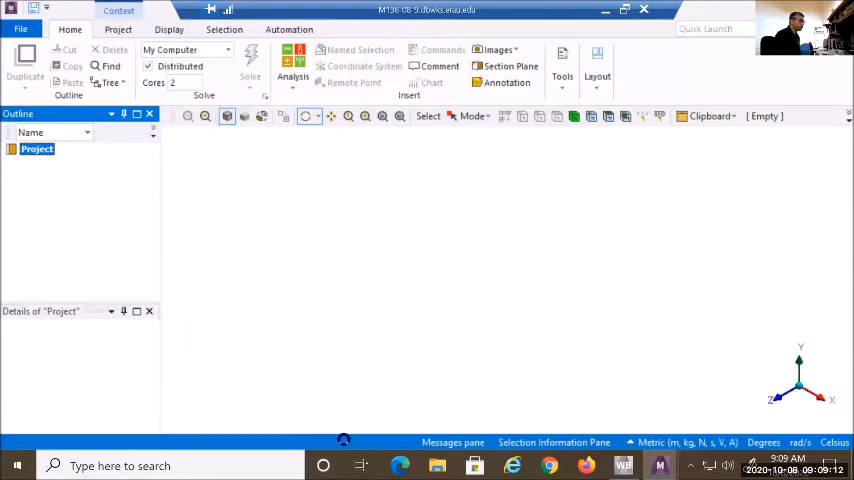 Context
M136-08-9.dbwks.erau.edu
File
Home
Project
Display
Selection
Automation
Quick Launch
Duplicate
Cut
Delete
Copy
Find
Paste
Tree
Outline
My Computer
Distributed
Cores 2
Solve
Solve
Analysis
Named Selection
Coordinate System
Remote Point
Commands
Comment
Chart
Images
Section Plane
Annotation
Insert
Tools
Layout
Outline
Name
Project
Select
Mode
Clipboard
[ Empty ]
Details of "Project"
Y
Z
X
Messages pane
Selection Information Pane
Metric (m, kg, N, s, V, A)
Degrees
rad/s
Celsius
Type here to search
WB
M
9:09 AM
2020-10-08 09:09:12